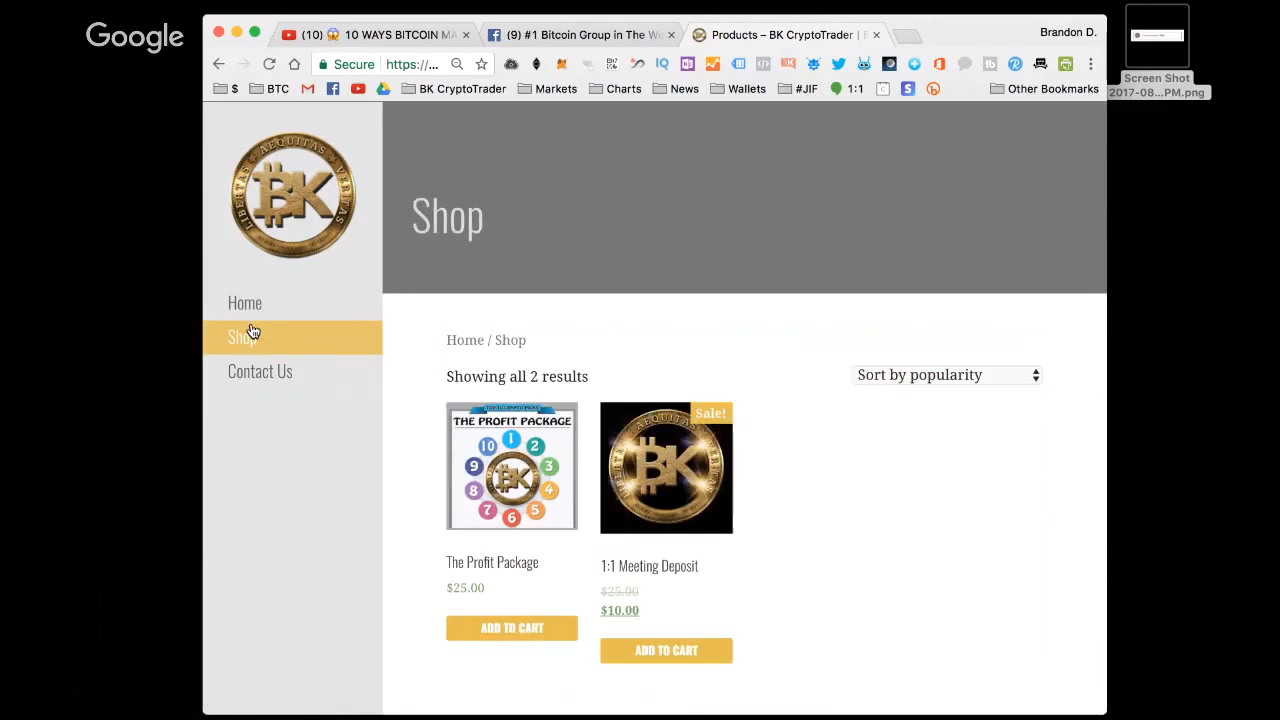 Google
(10) 😱 10 WAYS BITCOIN MA
(9) #1 Bitcoin Group in The Wo
Products – BK CryptoTrader | B
Brandon D.
Secure
https://...
$
BTC
BK CryptoTrader
Markets
Charts
News
Wallets
#JIF
1:1
Other Bookmarks
Screen Shot
2017-08...PM.png
LIBERTAS AEQUITAS VERITAS
BK
Home
Shop
Contact Us
Shop
Home / Shop
Showing all 2 results
Sort by popularity
THE PROFIT PACKAGE
1
2
3
4
5
6
7
8
9
10
BK
Sale!
LIBERTAS AEQUITAS VERITAS
BK
The Profit Package
$25.00
ADD TO CART
1:1 Meeting Deposit
$25.00
$10.00
ADD TO CART